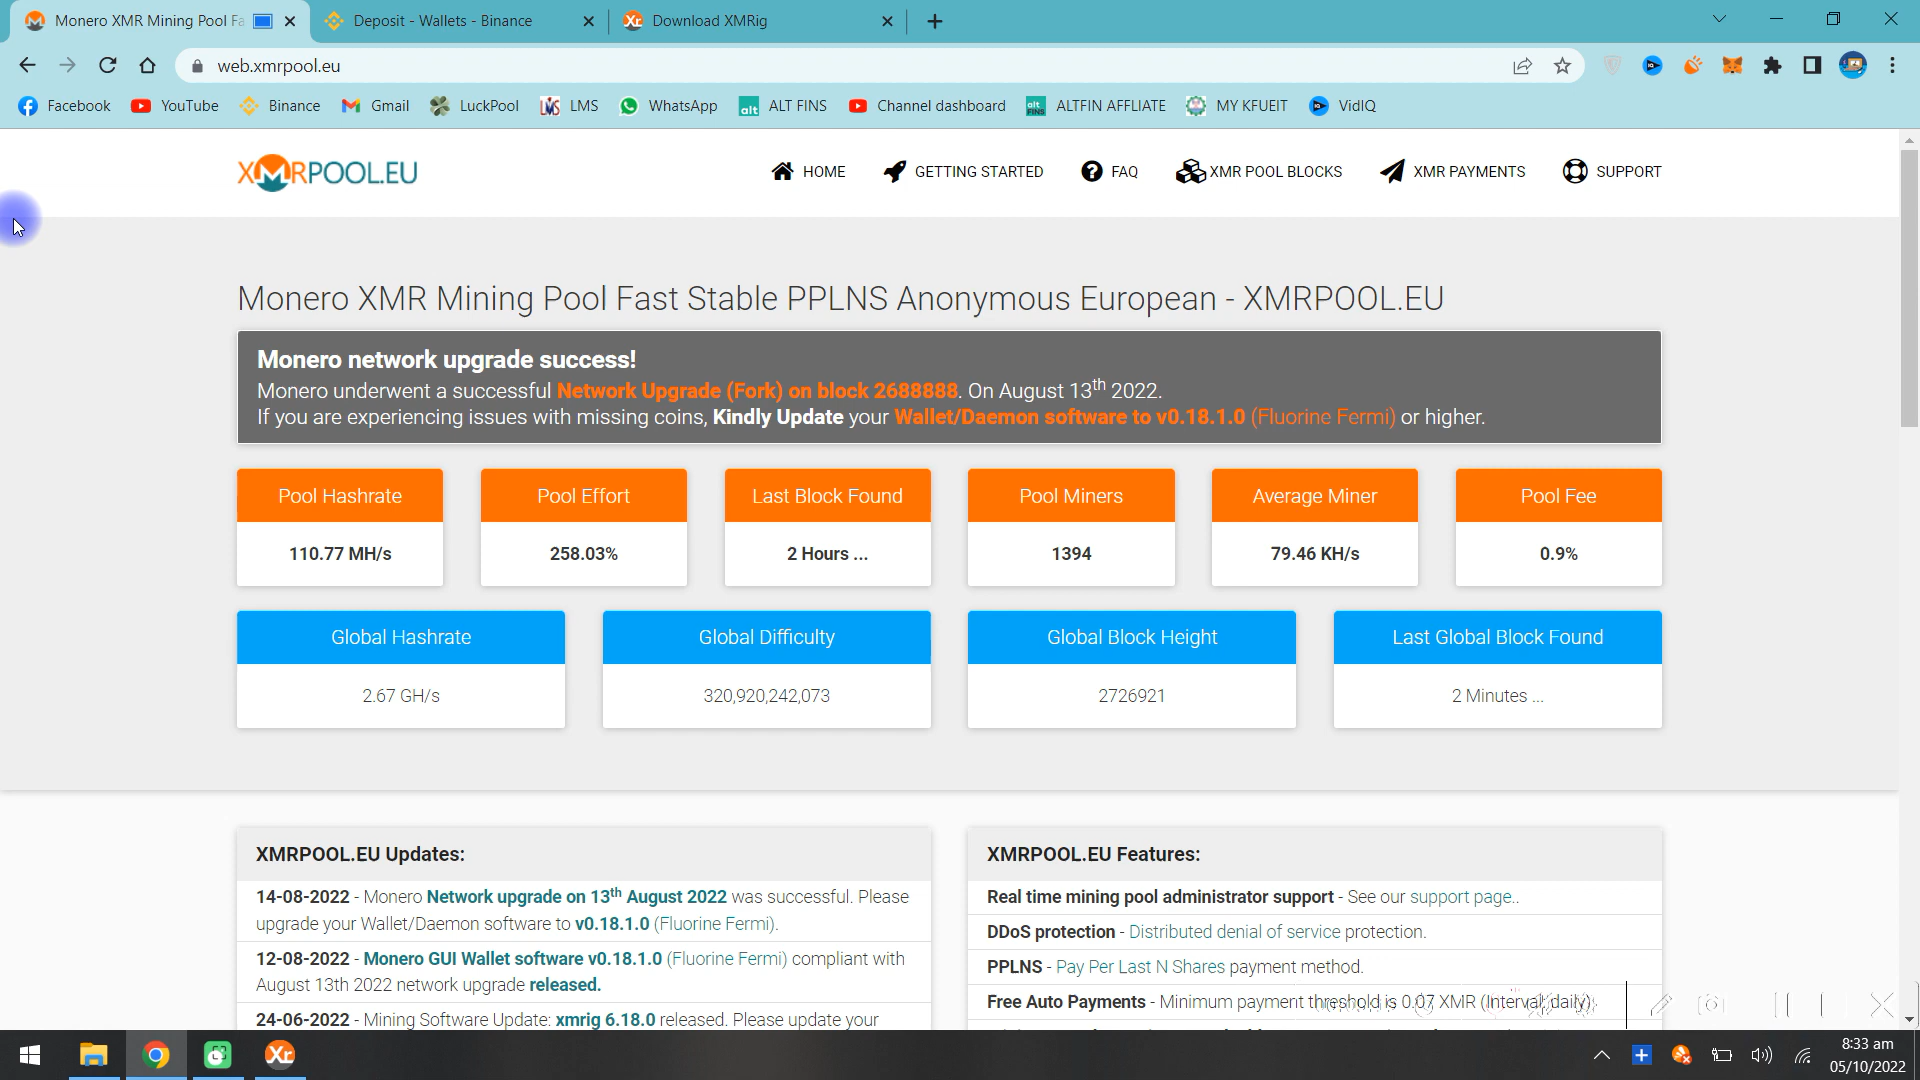 Monero XMR Mining Pool Fa
Deposit - Wallets - Binance
Xr Download XMRig
web.xmrpool.eu
Facebook YouTube Binance Gmail LuckPool LMS WhatsApp alt ALT FINS Channel dashboard alt FINS ALTFIN AFFLIATE MY KFUEIT VidIQ
XMRPOOL.EU HOME GETTING STARTED FAQ XMR POOL BLOCKS XMR PAYMENTS SUPPORT
Monero XMR Mining Pool Fast Stable PPLNS Anonymous European - XMRPOOL.EU
Monero network upgrade success!
Monero underwent a successful Network Upgrade (Fork) on block 2688888. On August 13th 2022.
If you are experiencing issues with missing coins, Kindly Update your Wallet/Daemon software to v0.18.1.0 (Fluorine Fermi) or higher.
Pool Hashrate Pool Effort Last Block Found Pool Miners Average Miner Pool Fee
110.77 MH/s 258.03% 2 Hours ... 1394 79.46 KH/s 0.9%
Global Hashrate Global Difficulty Global Block Height Last Global Block Found
2.67 GH/s 320,920,242,073 2726921 2 Minutes ...
XMRPOOL.EU Updates:
14-08-2022 - Monero Network upgrade on 13th August 2022 was successful. Please
upgrade your Wallet/Daemon software to v0.18.1.0 (Fluorine Fermi).
12-08-2022 - Monero GUI Wallet software v0.18.1.0 (Fluorine Fermi) compliant with
August 13th 2022 network upgrade released.
24-06-2022 - Mining Software Update: xmrig 6.18.0 released. Please update your
XMRPOOL.EU Features:
Real time mining pool administrator support - See our support page..
DDoS protection - Distributed denial of service protection.
PPLNS - Pay Per Last N Shares payment method.
Free Auto Payments - Minimum payment threshold is 0.07 XMR (Interval, daily).
Xr
8:33 am
05/10/2022